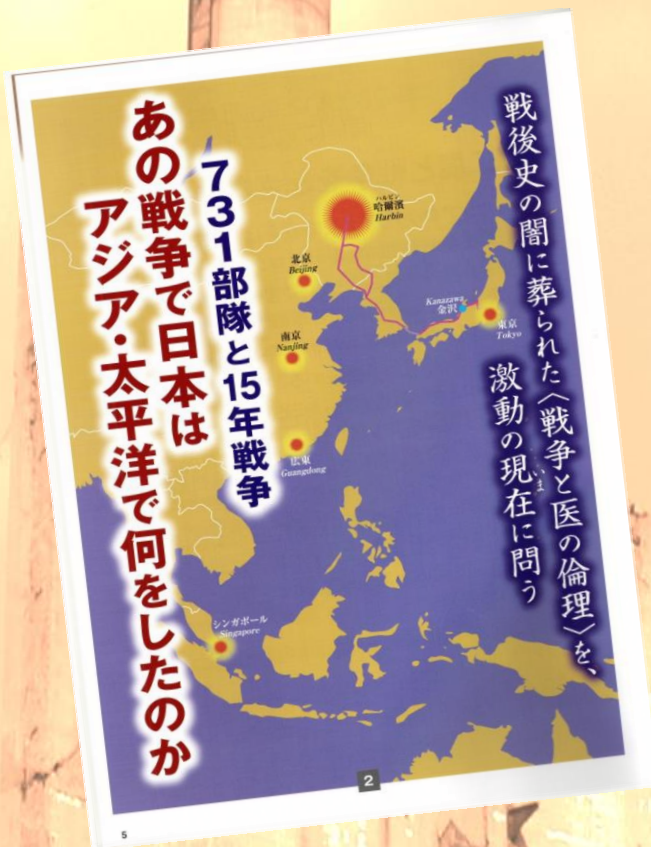 戦後史の闇に葬られた〈戦争と医の倫理〉を、
激動の現在に問う
いま
731部隊と15年戦争
あの戦争で日本は
アジア・太平洋で何をしたのか
ハルビン
哈爾濱
Harbin
北京
Beijing
Kanazawa
金沢
東京
Tokyo
南京
Nanjing
広東
Guangdong
シンガポール
Singapore
2
5